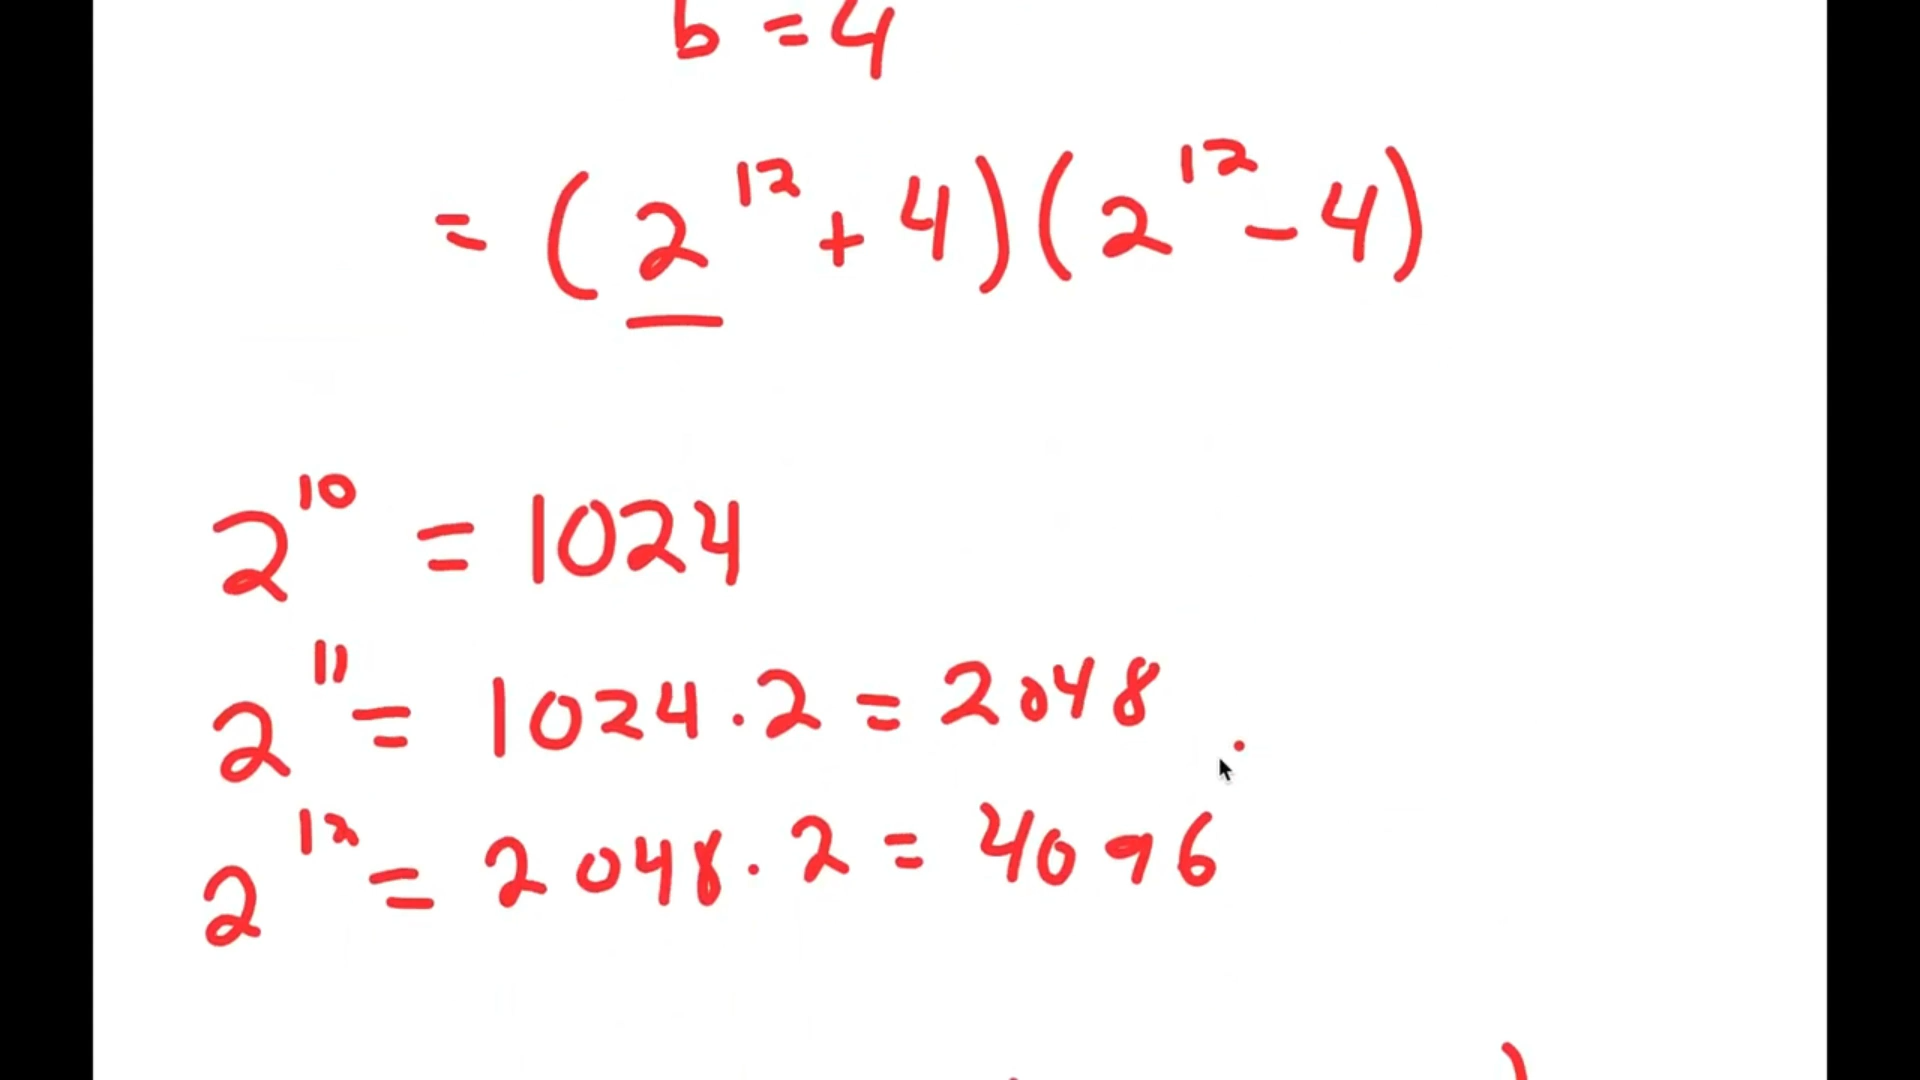 b = 4
= (2^12 + 4)(2^12 - 4)
2^10 = 1024
2^11 = 1024 . 2 = 2048
2^12 = 2048 . 2 = 4096